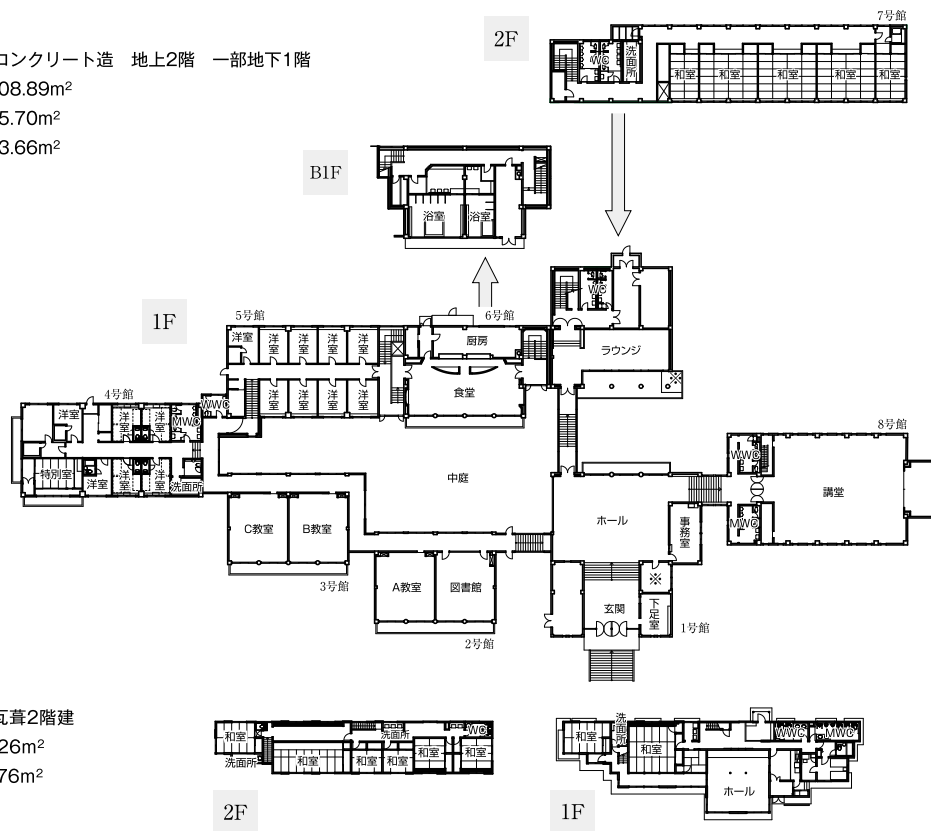 コンクリート造　地上2階　一部地下1階
08.89m²
5.70m²
3.66m²
2F
7号館
WC
洗面所
和室
和室
和室
和室
和室
B1F
浴室
浴室
1F
5号館
6号館
WC
洋室
洋室
洋室
洋室
洋室
厨房
ラウンジ
食堂
※
洋室
洋室
洋室
洋室
4号館
WWC
洋室
洋室
洋室
MWC
8号館
WWC
特別室
洋室
洋室
洋室
洗面所
中庭
講堂
C教室
B教室
ホール
事務室
MWC
3号館
A教室
図書館
※
玄関
下足室
1号館
2号館
瓦葺2階建
26m²
76m²
和室
洗面所
WC
洗面所
和室
和室
和室
和室
和室
2F
洗面所
和室
和室
WWC
MWC
ホール
1F